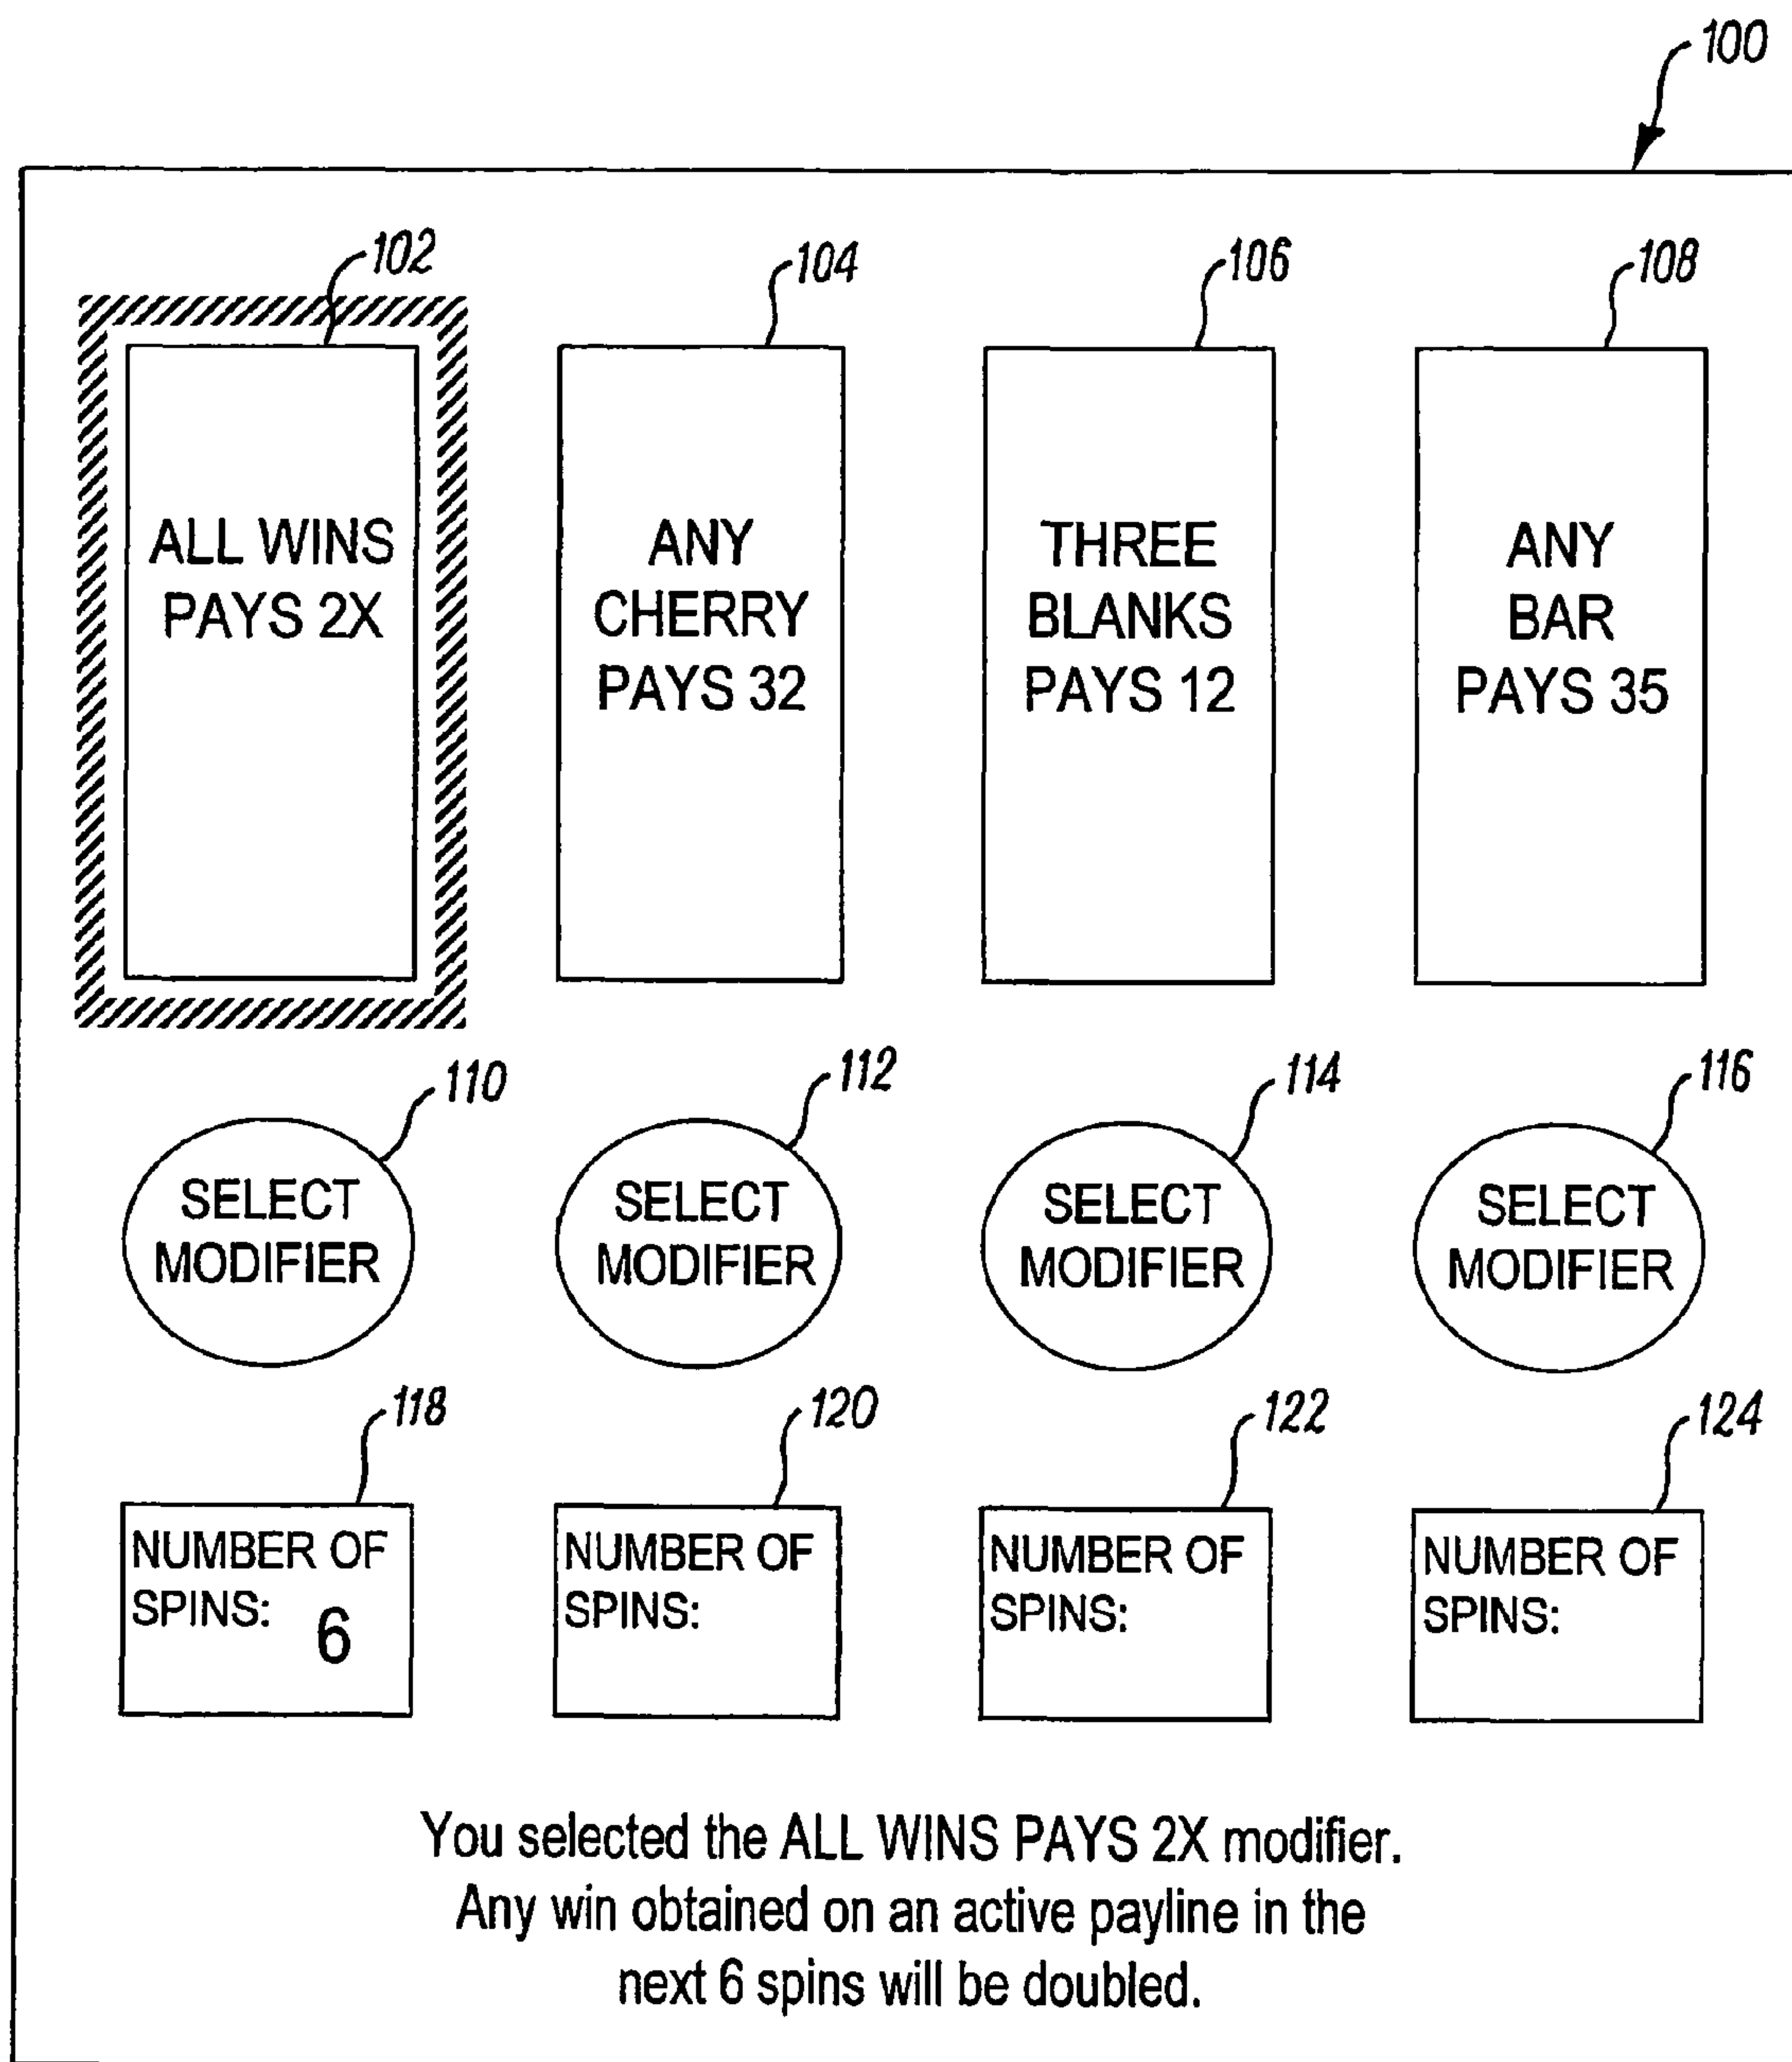 100
102
104
106
108
ALL WINS
PAYS 2X
ANY
CHERRY
PAYS 32
THREE
BLANKS
PAYS 12
ANY
BAR
PAYS 35
110
112
114
116
SELECT
MODIFIER
SELECT
MODIFIER
SELECT
MODIFIER
SELECT
MODIFIER
118
120
122
124
NUMBER OF
SPINS: 6
NUMBER OF
SPINS:
NUMBER OF
SPINS:
NUMBER OF
SPINS:
You selected the ALL WINS PAYS 2X modifier.
Any win obtained on an active payline in the
next 6 spins will be doubled.